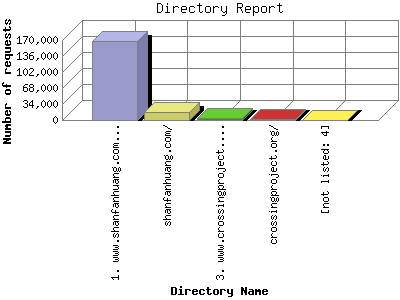 Directory Report
Number of requests
170,000
136,000
102,000
68,000
34,000
0
1. www.shanfanhuang.com...
shanfanhuang.com/
3. www.crossingproject....
crossingproject.org/
[not listed: 4]
Directory Name